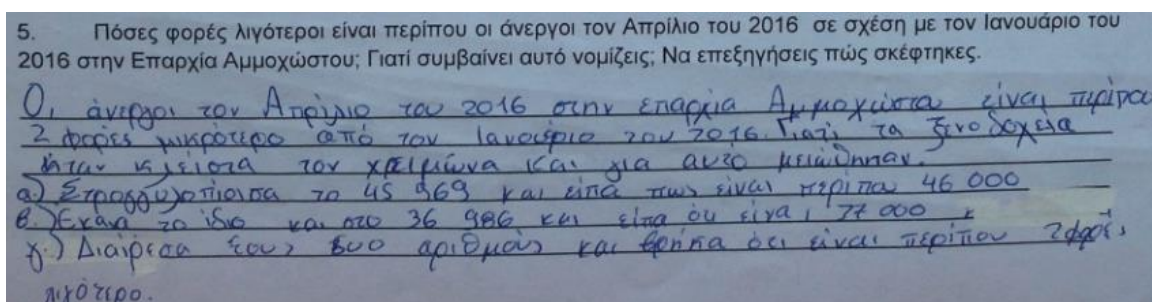 5. Πόσες φορές λιγότεροι είναι περίπου οι άνεργοι τον Απρίλιο του 2016 σε σχέση με τον Ιανουάριο του
2016 στην Επαρχία Αμμοχώστου; Γιατί συμβαίνει αυτό νομίζεις; Να επεξηγήσεις πώς σκέφτηκες.
Οι άνεργοι τον Απρίλιο του 2016 στην επαρχία Αμμοχώστα είναι περίπου
2 φορές μικρότερο από τον Ιανουάριο του 2016. Γιατί τα ξενοδοχεία
ήταν κλειστα τον χειμώνα και για αυτό μειώθηκαν.
α) Στρογγυλοποίησα το 45 969 και είπα πως είναι περίπου 46 000
β. Έκανα το ίδιο και στο 36 986 και είπα ότι είναι 77 000
γ.) Διαίρεσα τους δυο αριθμούς και βρήκα ότι είναι περίπου 2 φορές
λιγότερο.